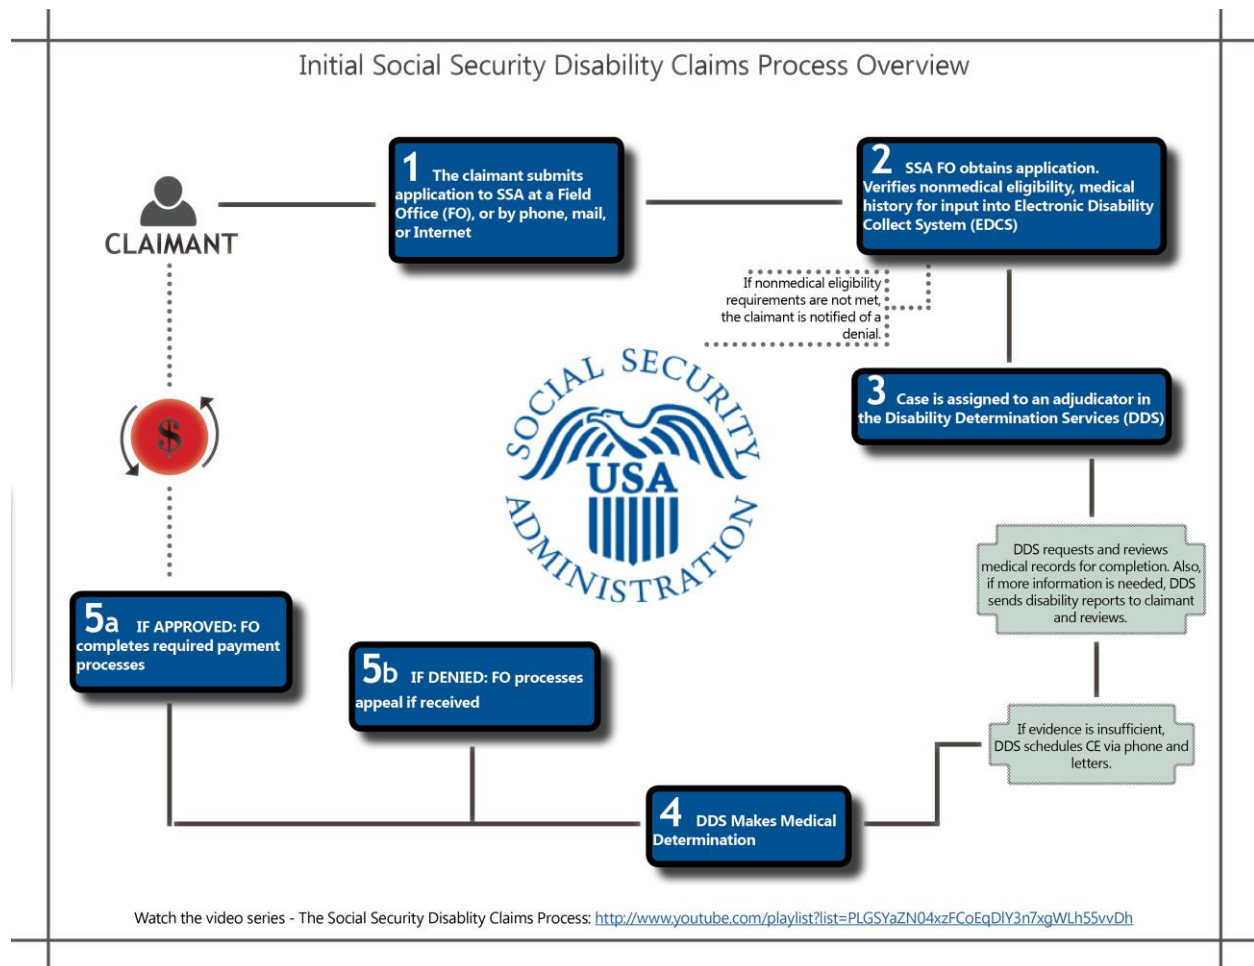 Initial Social Security Disability Claims Process Overview
CLAIMANT
1 The claimant submits
application to SSA at a Field
Office (FO), or by phone, mail,
or Internet
2 SSA FO obtains application.
Verifies nonmedical eligibility, medical
history for input into Electronic Disability
Collect System (EDCS)
If nonmedical eligibility
requirements are not met,
the claimant is notified of a
denial.
3 Case is assigned to an adjudicator in
the Disability Determination Services (DDS)
SOCIAL SECURITY
ADMINISTRATION
USA
$
DDS requests and reviews
medical records for completion. Also,
if more information is needed, DDS
sends disability reports to claimant
and reviews.
If evidence is insufficient,
DDS schedules CE via phone and
letters.
4 DDS Makes Medical
Determination
5a IF APPROVED: FO
completes required payment
processes
5b IF DENIED: FO processes
appeal if received
Watch the video series - The Social Security Disablity Claims Process: http://www.youtube.com/playlist?list=PLGSYaZN04xzFCoEqDlY3n7xgWLh55vvDh